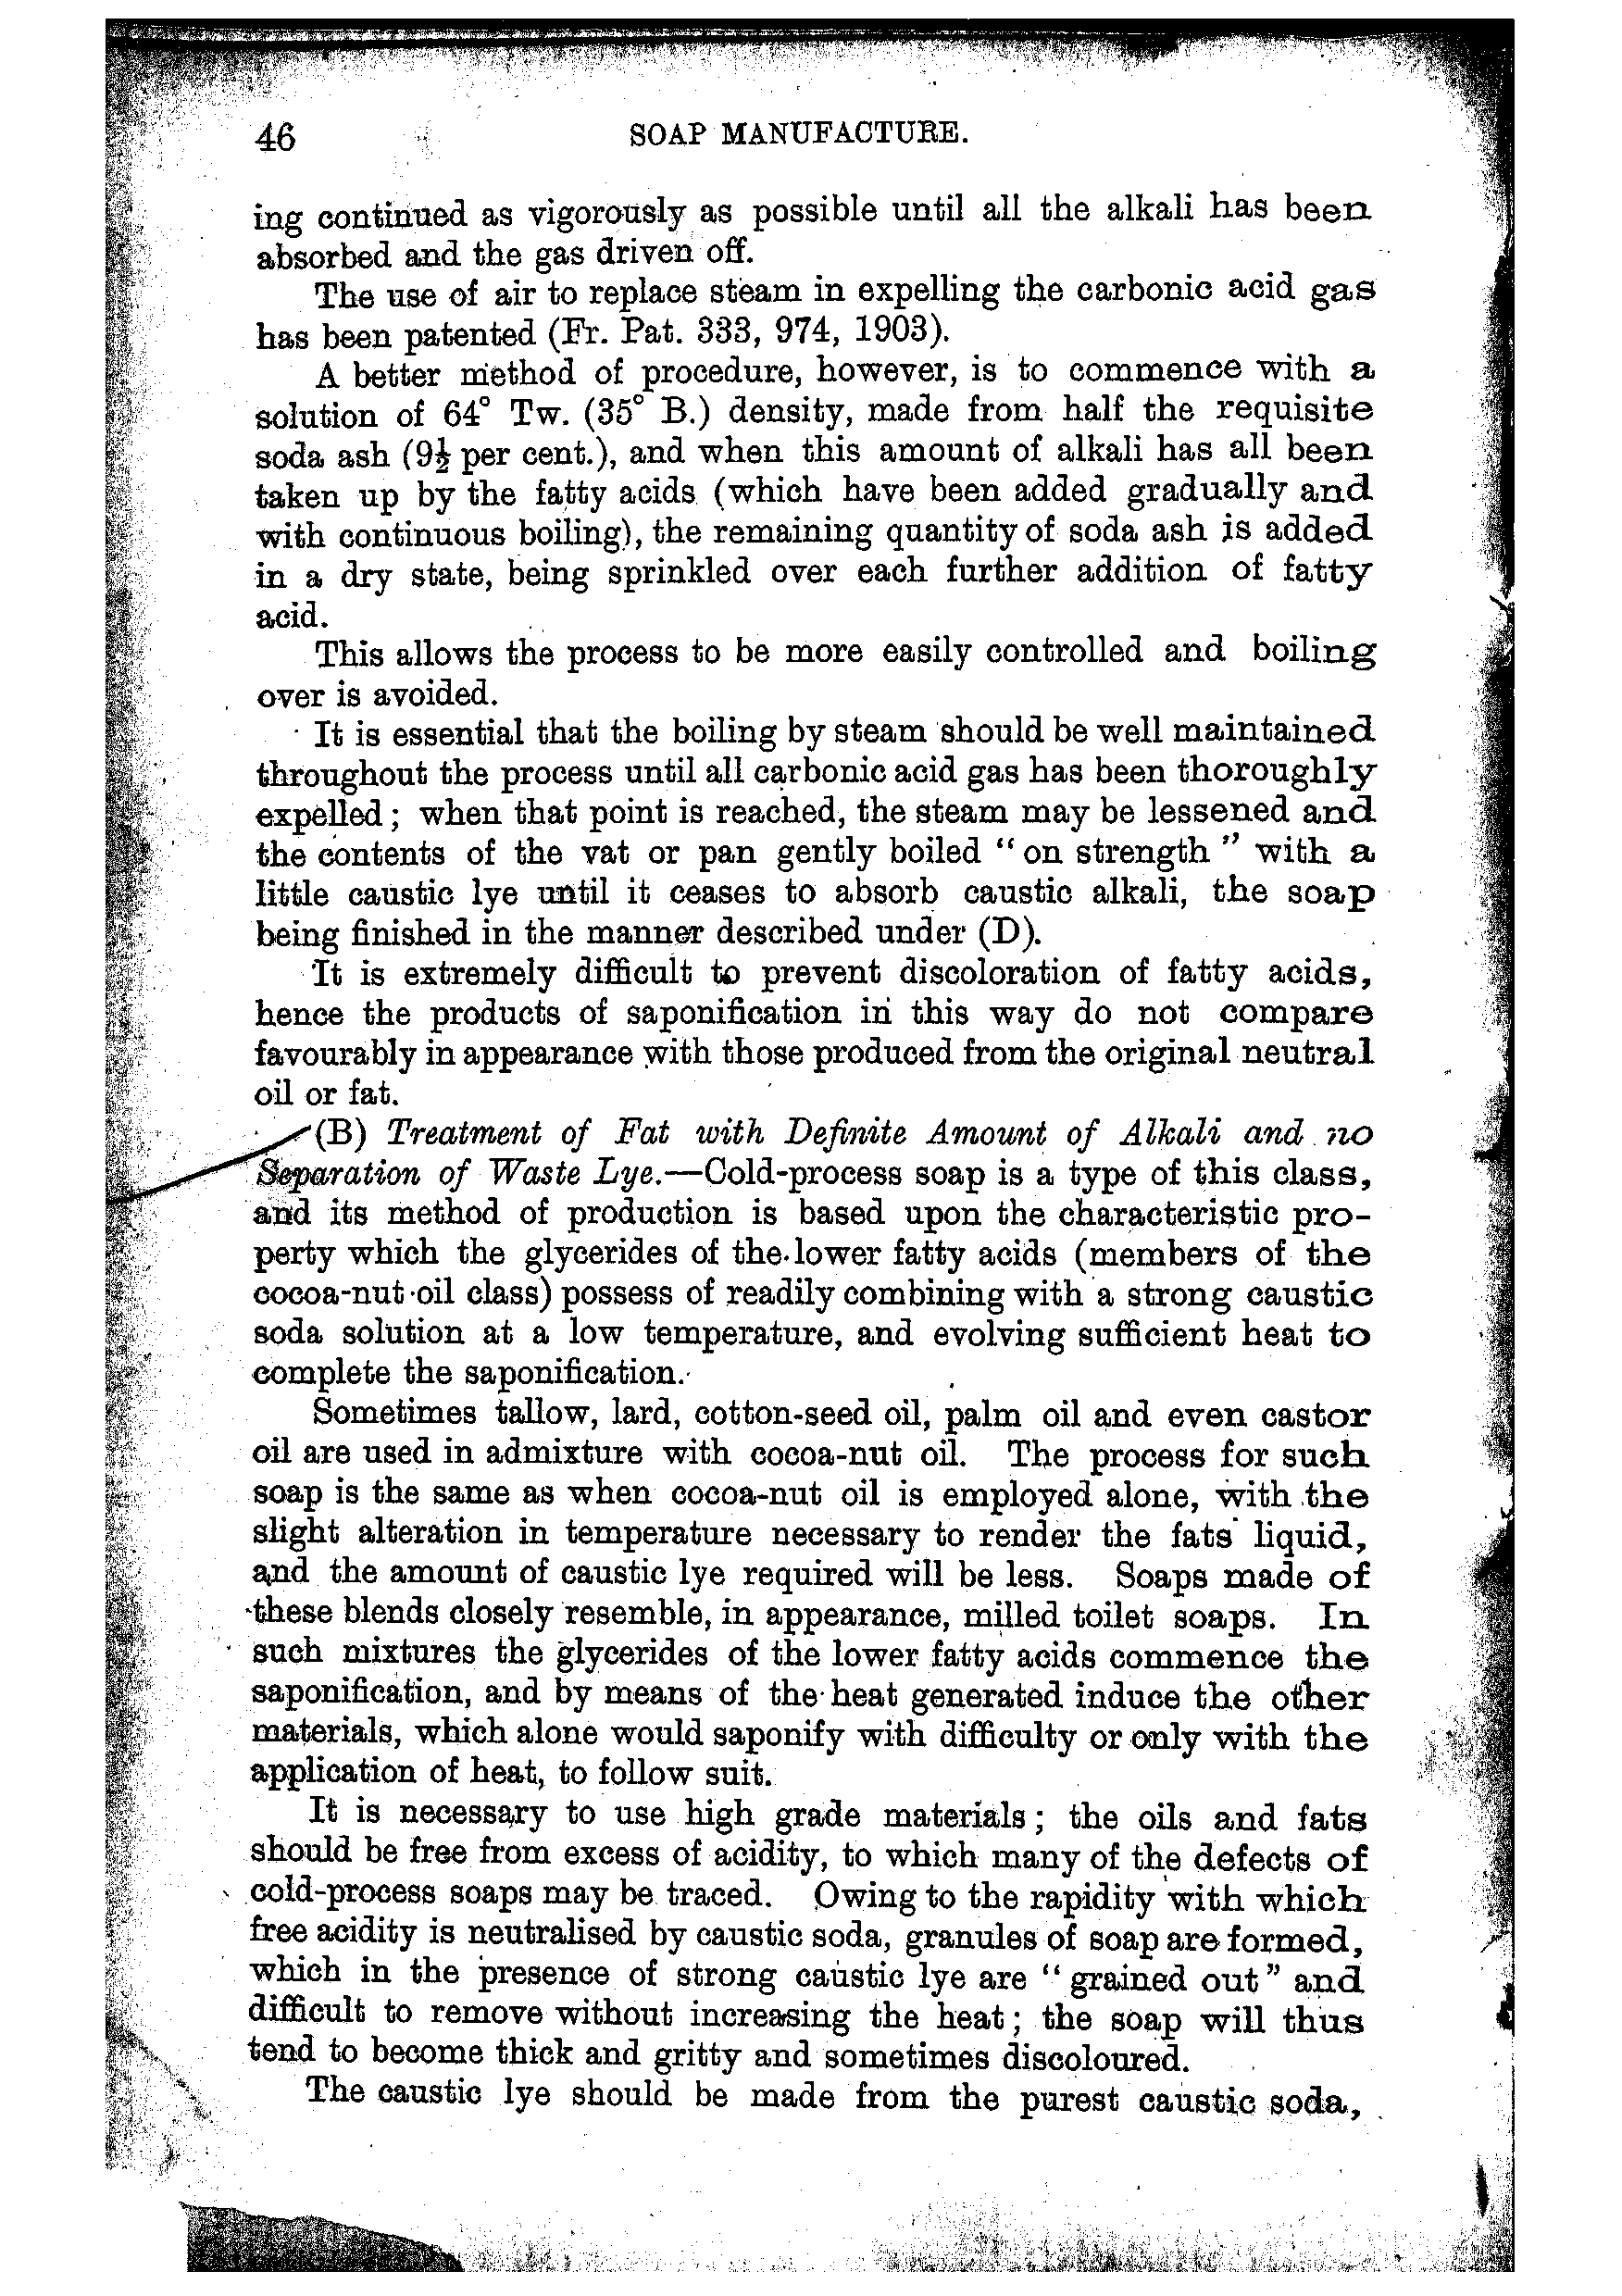 46
SOAP MANUFACTURE.
ing continued as vigorously as possible until all the alkali has been
absorbed and the gas driven off.
The use of air to replace steam in expelling the carbonic acid gas
has been patented (Fr. Pat. 333, 974, 1903).
A better method of procedure, however, is to commence with a
solution of 64° Tw. (35° B.) density, made from half the requisite
soda ash (9½ per cent.), and when this amount of alkali has all been
taken up by the fatty acids (which have been added gradually and
with continuous boiling), the remaining quantity of soda ash is added
in a dry state, being sprinkled over each further addition of fatty
acid.
This allows the process to be more easily controlled and boiling
over is avoided.
It is essential that the boiling by steam should be well maintained
throughout the process until all carbonic acid gas has been thoroughly
expelled; when that point is reached, the steam may be lessened and
the contents of the vat or pan gently boiled "on strength" with a
little caustic lye until it ceases to absorb caustic alkali, the soap
being finished in the manner described under (D).
It is extremely difficult to prevent discoloration of fatty acids,
hence the products of saponification in this way do not compare
favourably in appearance with those produced from the original neutral
oil or fat.
(B) Treatment of Fat with Definite Amount of Alkali and no
Separation of Waste Lye.—Cold-process soap is a type of this class,
and its method of production is based upon the characteristic pro-
perty which the glycerides of the lower fatty acids (members of the
cocoa-nut oil class) possess of readily combining with a strong caustic
soda solution at a low temperature, and evolving sufficient heat to
complete the saponification.
Sometimes tallow, lard, cotton-seed oil, palm oil and even castor
oil are used in admixture with cocoa-nut oil. The process for such
soap is the same as when cocoa-nut oil is employed alone, with the
slight alteration in temperature necessary to render the fats liquid,
and the amount of caustic lye required will be less. Soaps made of
these blends closely resemble, in appearance, milled toilet soaps. In
such mixtures the glycerides of the lower fatty acids commence the
saponification, and by means of the heat generated induce the other
materials, which alone would saponify with difficulty or only with the
application of heat, to follow suit.
It is necessary to use high grade materials; the oils and fats
should be free from excess of acidity, to which many of the defects of
cold-process soaps may be traced. Owing to the rapidity with which
free acidity is neutralised by caustic soda, granules of soap are formed,
which in the presence of strong caustic lye are "grained out" and
difficult to remove without increasing the heat; the soap will thus
tend to become thick and gritty and sometimes discoloured.
The caustic lye should be made from the purest caustic soda,